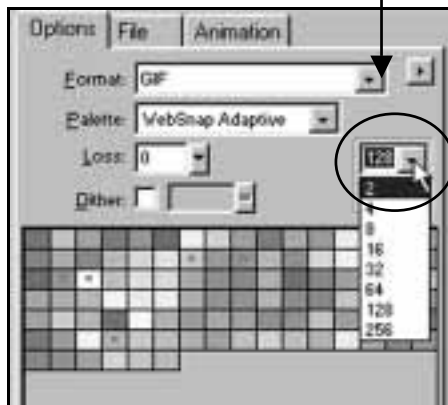 Options File Animation
Format: GIF
Palette: WebSnap Adaptive
Loss: 0 128
Dither:
2
4
8
16
32
64
128
256